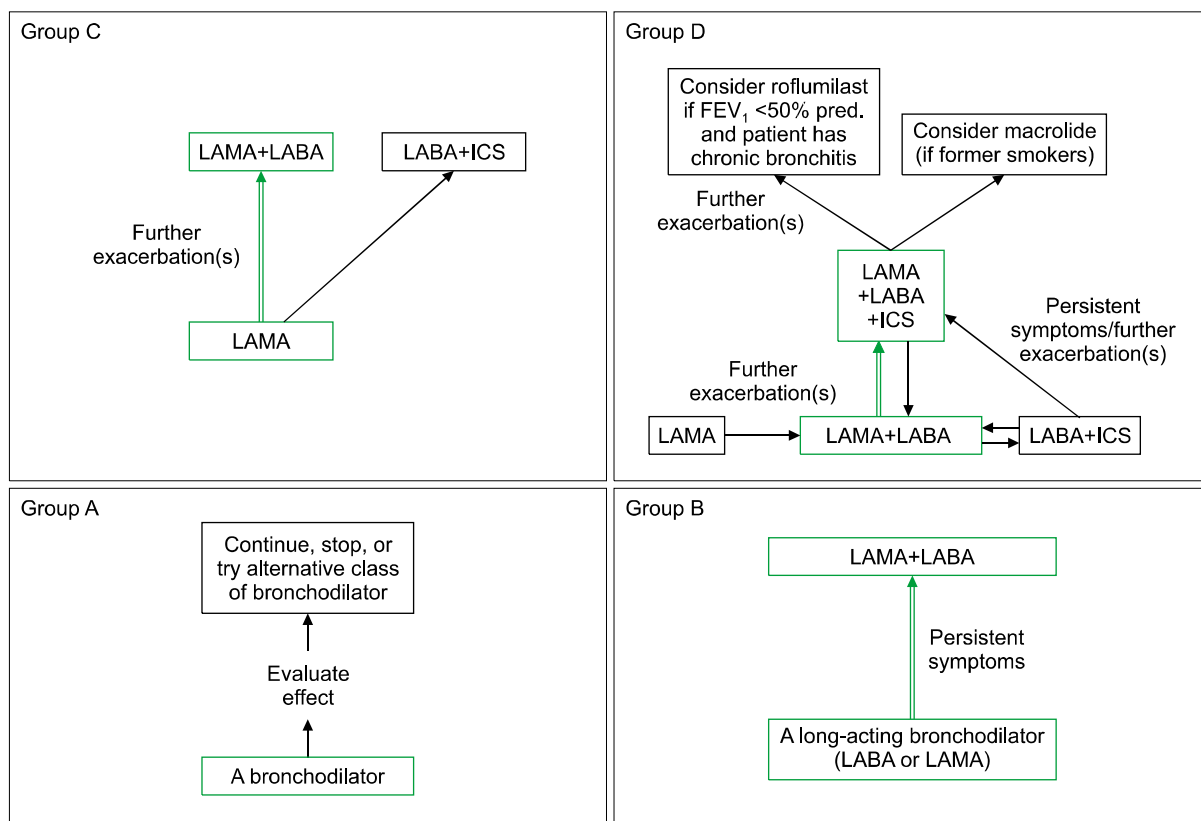 Group C
LAMA+LABA
LABA+ICS
Further
exacerbation(s)
LAMA
Group D
Consider roflumilast
if FEV₁ <50% pred.
and patient has
chronic bronchitis
Consider macrolide
(if former smokers)
Further
exacerbation(s)
LAMA
+LABA
+ICS
Persistent
symptoms/further
exacerbation(s)
Further
exacerbation(s)
LAMA
LAMA+LABA
LABA+ICS
Group A
Continue, stop, or
try alternative class
of bronchodilator
Evaluate
effect
A bronchodilator
Group B
LAMA+LABA
Persistent
symptoms
A long-acting bronchodilator
(LABA or LAMA)